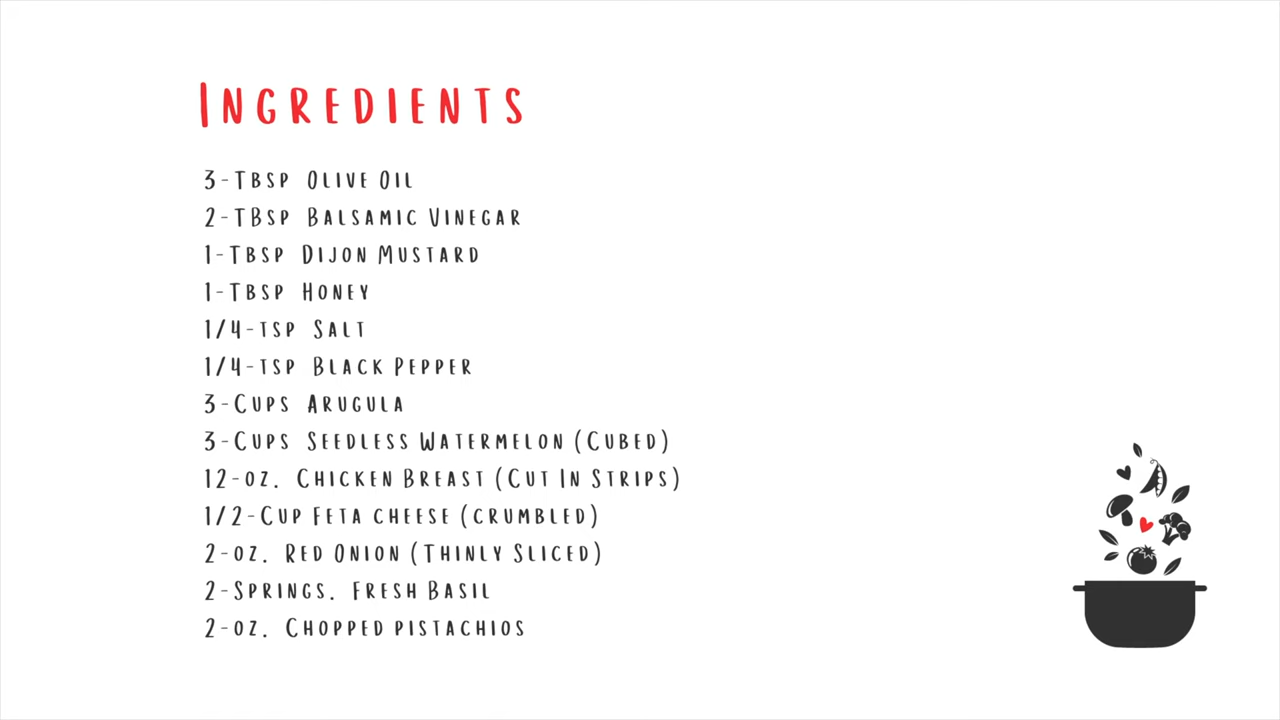 Ingredients
3-Tbsp Olive Oil
2-TBsp Balsamic Vinegar
1-Tbsp Dijon Mustard
1-Tbsp Honey
1/4-tsp Salt
1/4-tsp Black Pepper
3-Cups Arugula
3-Cups Seedless Watermelon (Cubed)
12-oz. Chicken Breast (Cut In Strips)
1/2-Cup Feta cheese (crumbled)
2-oz. Red Onion (Thinly Sliced)
2-Springs. Fresh Basil
2-oz. Chopped pistachios